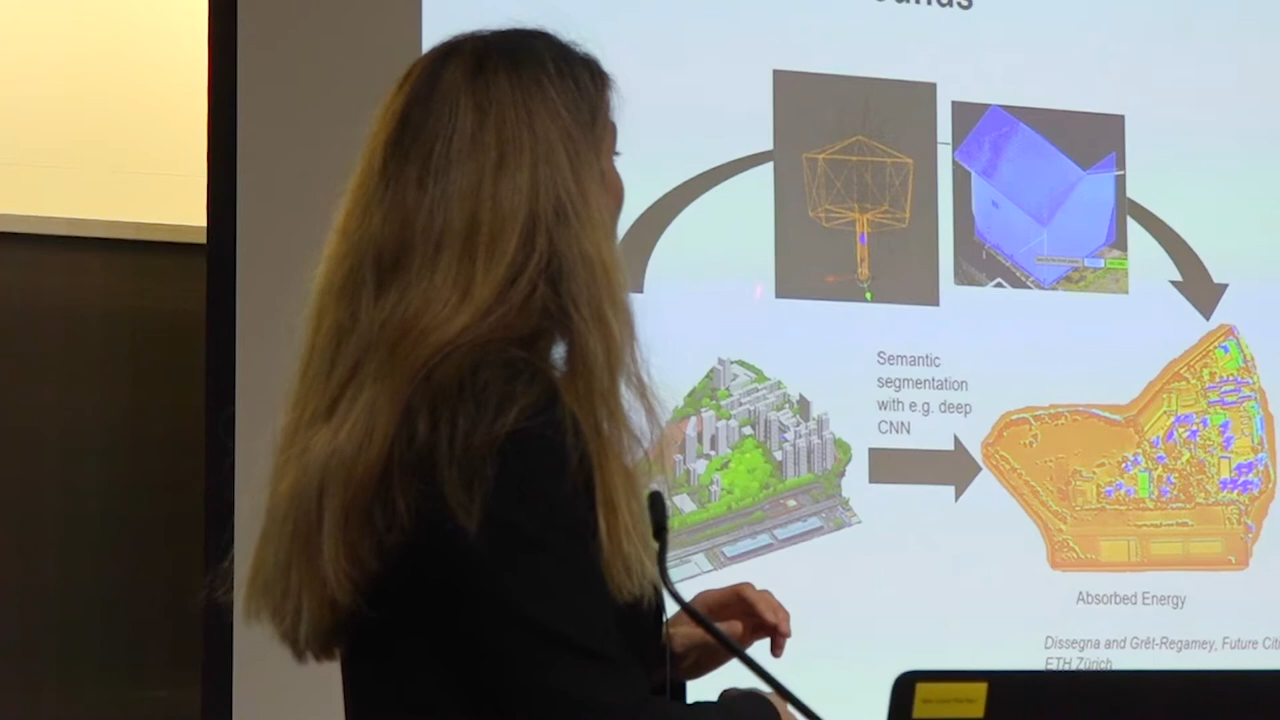 Semantic
segmentation
with e.g. deep
CNN
Absorbed Energy
Dissegna and Grêt-Regamey, Future Citi
ETH Zürich